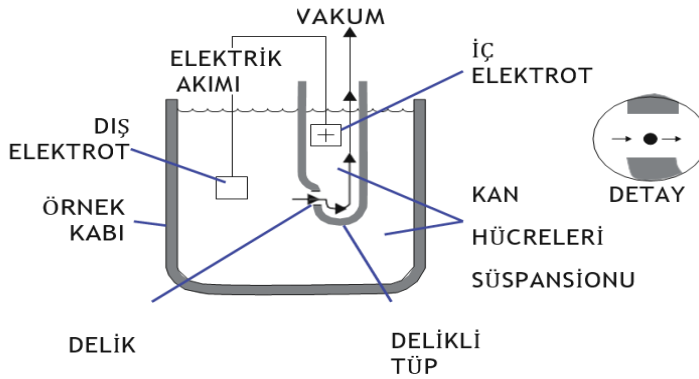 VAKUM
ELEKTRİK
AKIMI
İÇ
ELEKTROT
DIŞ
ELEKTROT
+
ÖRNEK
KABI
KAN
HÜCRELERİ
SÜSPANSİONU
DETAY
DELİK
DELİKLİ
TÜP